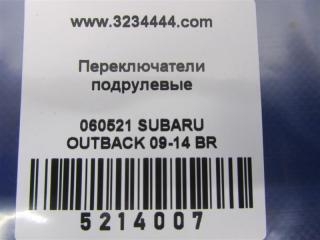 www.3234444.com
Переключатели
подрулевые
060521 SUBARU
OUTBACK 09-14 BR
5214007